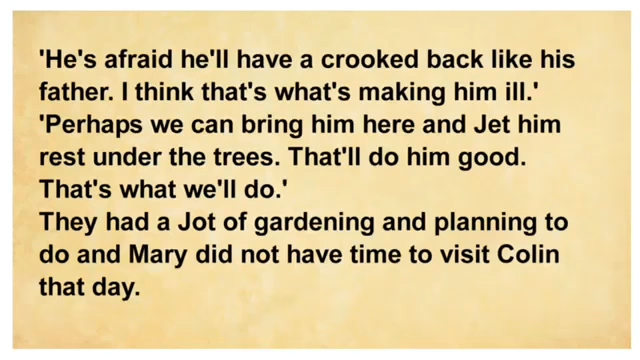 'He's afraid he'll have a crooked back like his
father. I think that's what's making him ill.'
'Perhaps we can bring him here and Jet him
rest under the trees. That'll do him good.
That's what we'll do.'
They had a Jot of gardening and planning to
do and Mary did not have time to visit Colin
that day.